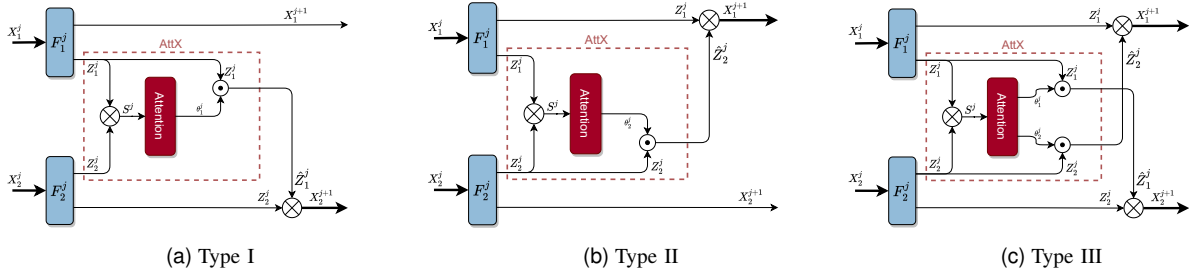 X_1^j
F_1^j
X_1^{j+1}
AttX
Z_1^j
Z_1^j
S^j
Attention
θ_1^j
Z_2^j
X_2^j
F_2^j
Ẑ_1^j
Z_2^j
X_2^{j+1}
(a) Type I
X_1^j
F_1^j
Z_1^j
X_1^{j+1}
AttX
Ẑ_2^j
Z_1^j
S^j
Attention
θ_2^j
Z_2^j
Z_2^j
X_2^j
F_2^j
X_2^{j+1}
(b) Type II
X_1^j
F_1^j
Z_1^j
X_1^{j+1}
AttX
Ẑ_2^j
Z_1^j
Z_1^j
S^j
Attention
θ_1^j
θ_2^j
Z_2^j
Z_2^j
X_2^j
F_2^j
Ẑ_1^j
Z_2^j
X_2^{j+1}
(c) Type III